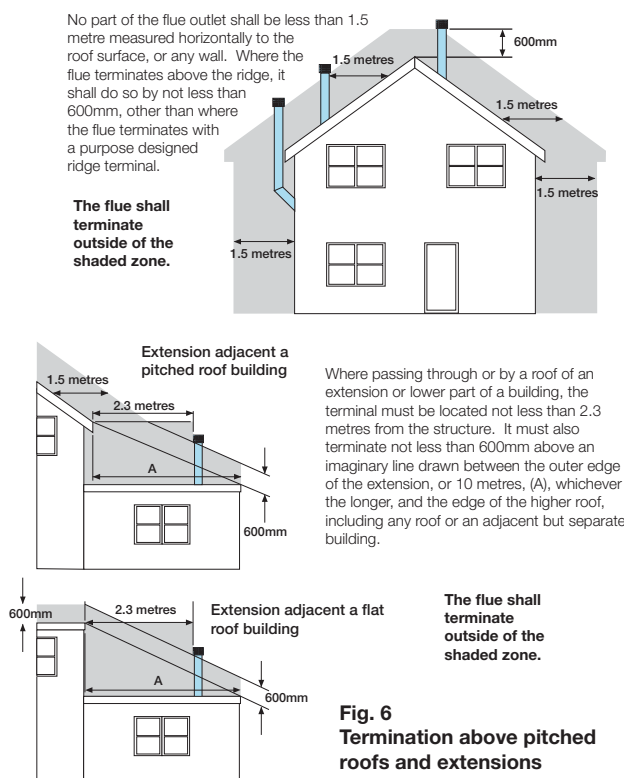 No part of the flue outlet shall be less than 1.5
metre measured horizontally to the
roof surface, or any wall. Where the
flue terminates above the ridge, it
shall do so by not less than
600mm, other than where
the flue terminates with
a purpose designed
ridge terminal.
The flue shall
terminate
outside of the
shaded zone.
600mm
1.5 metres
1.5 metres
1.5 metres
1.5 metres
Extension adjacent a
pitched roof building
1.5 metres
2.3 metres
A
600mm
Where passing through or by a roof of an
extension or lower part of a building, the
terminal must be located not less than 2.3
metres from the structure. It must also
terminate not less than 600mm above an
imaginary line drawn between the outer edge
of the extension, or 10 metres, (A), whichever
the longer, and the edge of the higher roof,
including any roof or an adjacent but separate
building.
600mm
2.3 metres
Extension adjacent a flat
roof building
A
600mm
The flue shall
terminate
outside of the
shaded zone.
Fig. 6
Termination above pitched
roofs and extensions